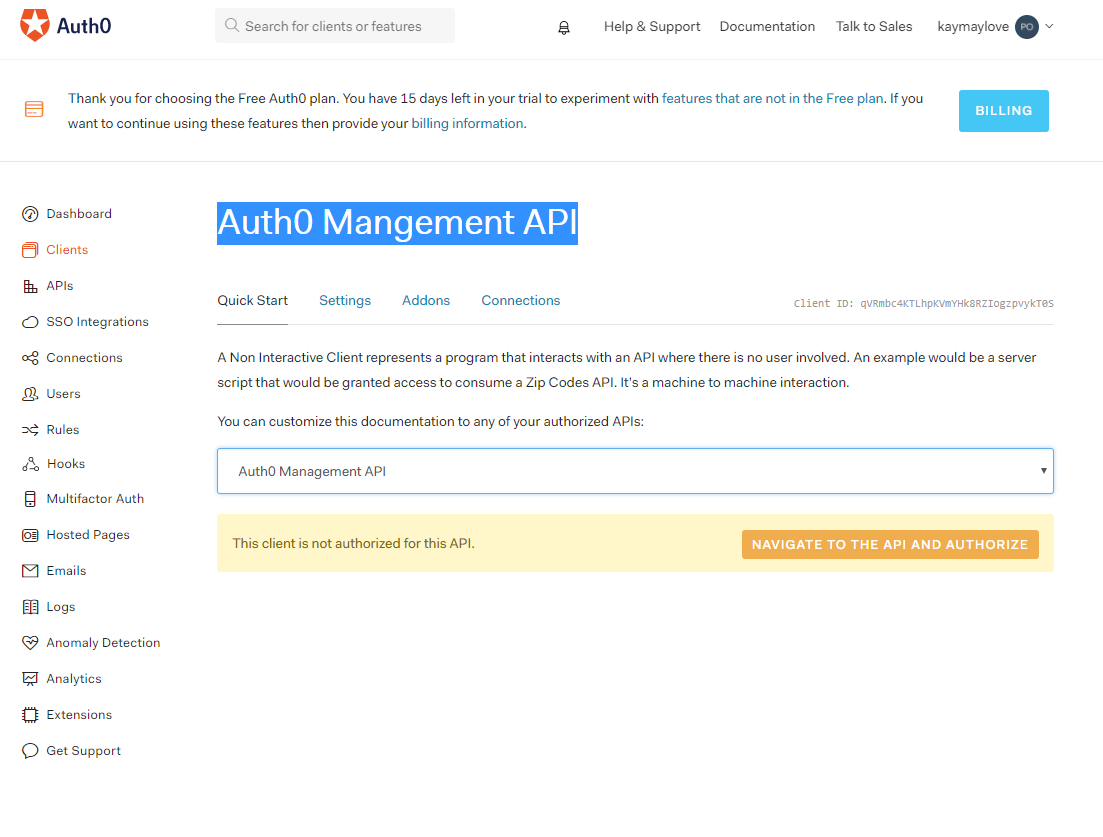 Auth0
Search for clients or features
Help & Support
Documentation
Talk to Sales
kaymaylove
PO
Thank you for choosing the Free Auth0 plan. You have 15 days left in your trial to experiment with features that are not in the Free plan. If you
want to continue using these features then provide your billing information.
BILLING
Dashboard
Clients
APIs
SSO Integrations
Connections
Users
Rules
Hooks
Multifactor Auth
Hosted Pages
Emails
Logs
Anomaly Detection
Analytics
Extensions
Get Support
Auth0 Mangement API
Quick Start
Settings
Addons
Connections
Client ID: qVRmbc4KTLhpKVmYHk8RZIogzpvykT0S
A Non Interactive Client represents a program that interacts with an API where there is no user involved. An example would be a server
script that would be granted access to consume a Zip Codes API. It's a machine to machine interaction.
You can customize this documentation to any of your authorized APIs:
Auth0 Management API
This client is not authorized for this API.
NAVIGATE TO THE API AND AUTHORIZE